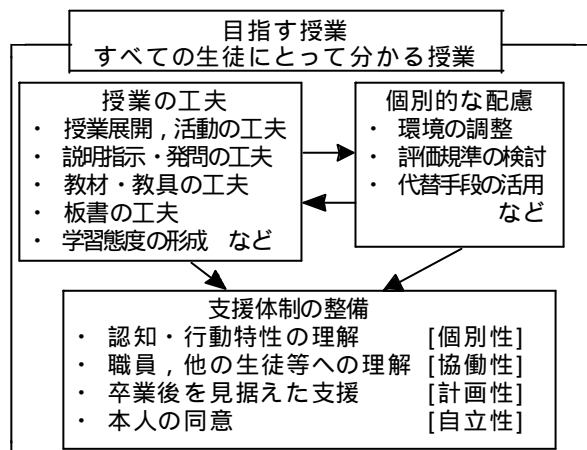 目指す授業
すべての生徒にとって分かる授業
授業の工夫
・ 授業展開，活動の工夫
・ 説明指示・発問の工夫
・ 教材・教具の工夫
・ 板書の工夫
・ 学習態度の形成 など
個別的な配慮
・ 環境の調整
・ 評価規準の検討
・ 代替手段の活用
など
支援体制の整備
・ 認知・行動特性の理解 [個別性]
・ 職員，他の生徒等への理解 [協働性]
・ 卒業後を見据えた支援 [計画性]
・ 本人の同意 [自立性]